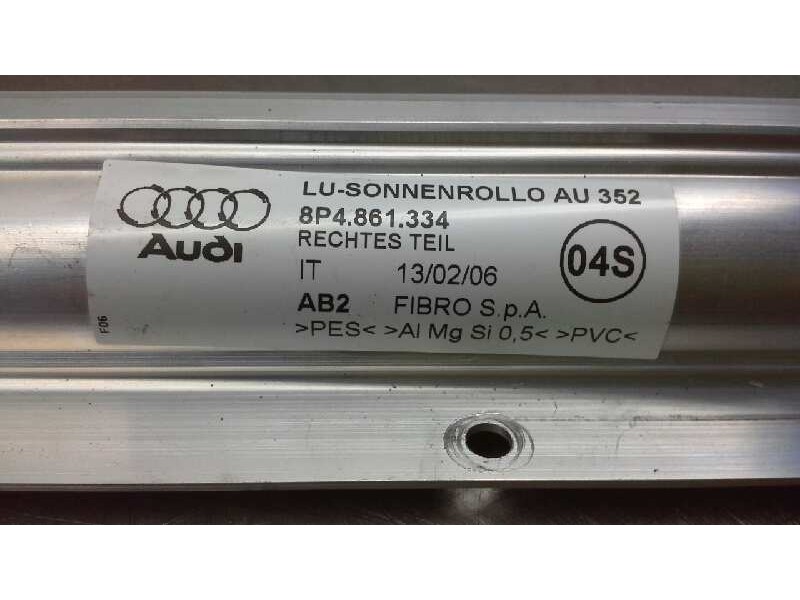 LU-SONNENROLLO AU 352
8P4.861.334
RECHTES TEIL
IT 13/02/06
04S
AB2 FIBRO S.p.A.
>PES< >Al Mg Si 0,5< >PVC<
Audi
F06